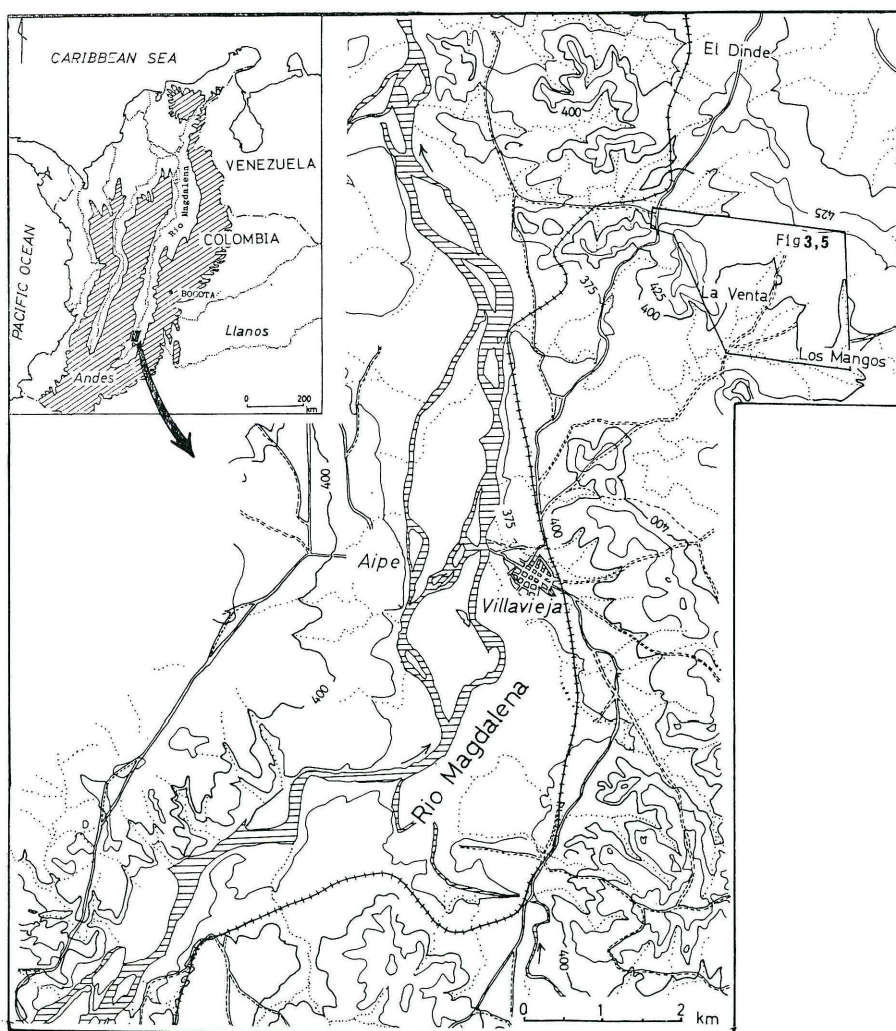 CARIBBEAN SEA
VENEZUELA
Rio Magdalena
COLOMBIA
PACIFIC OCEAN
BOGOTA
Llanos
Andes
0 200
km
El Dinde
400
425
Fig 3,5
375
425
400
La Venta
Los Mangos
400
375
400
400
Aipe
Villavieja
400
Rio Magdalena
400
0 1 2 km